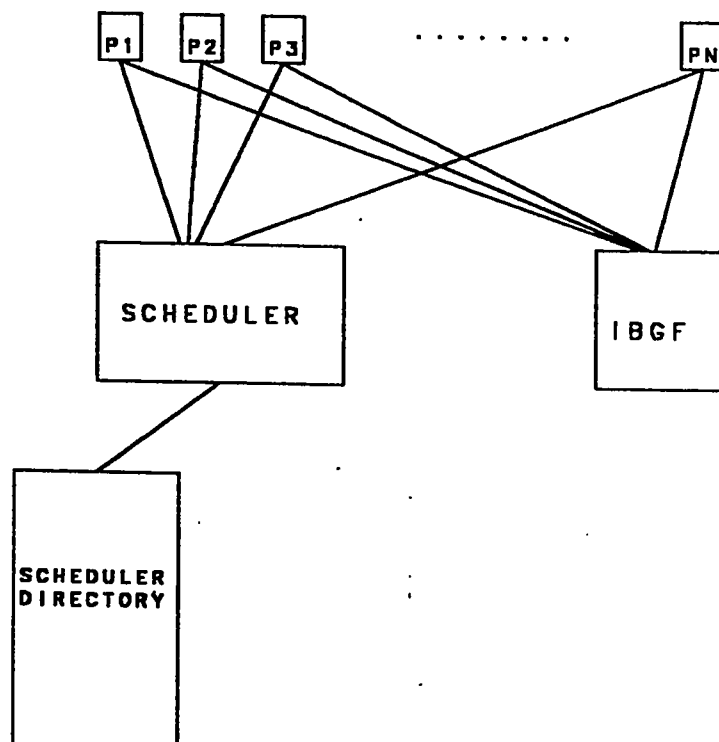 P1 P2 P3 . . . . . . . . PN
SCHEDULER
IBGF
SCHEDULER
DIRECTORY